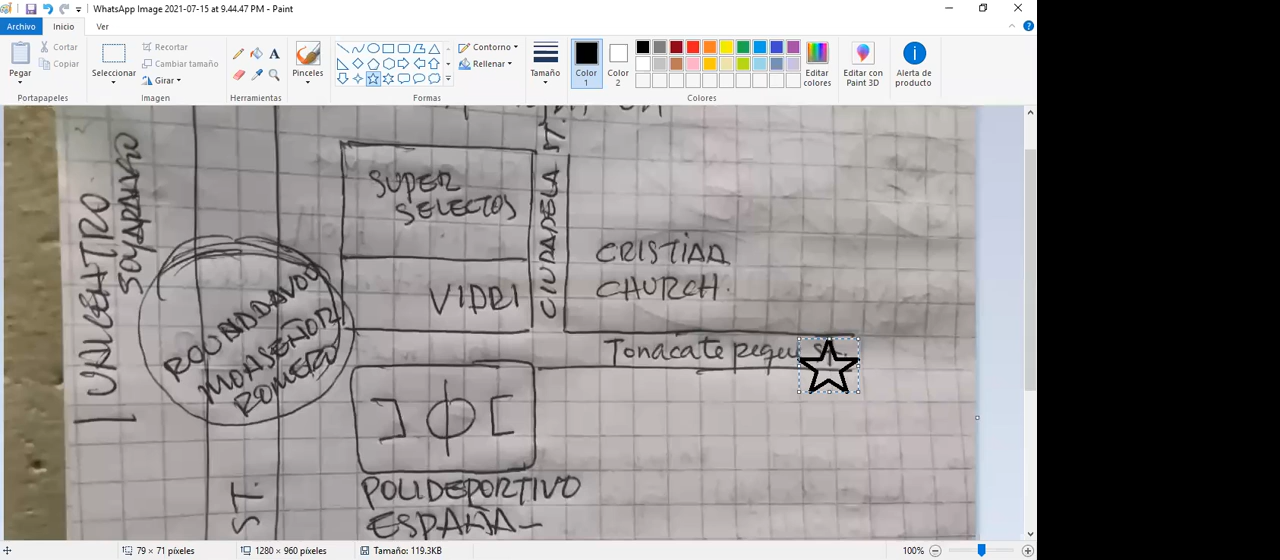 WhatsApp Image 2021-07-15 at 9.44.47 PM - Paint
Archivo
Inicio
Ver
Pegar
Cortar
Copiar
Portapapeles
Seleccionar
Recortar
Cambiar tamaño
Girar
Imagen
Herramientas
Pinceles
Formas
Contorno
Rellenar
Tamaño
Color
1
Color
2
Colores
Editar
colores
Editar con
Paint 3D
Alerta de
producto
UNICENTRO
SOYAPANGO
SUPER
SELECTOS
VIDRI
CIUDADELA ST.
CRISTIAN
CHURCH.
ROUNDDAVOU
MONSEÑOR
ROMERO
Tonacate peque
ST.
POLIDEPORTIVO
ESPAÑA-
79 × 71 píxeles
1280 × 960 píxeles
Tamaño: 119.3KB
100%